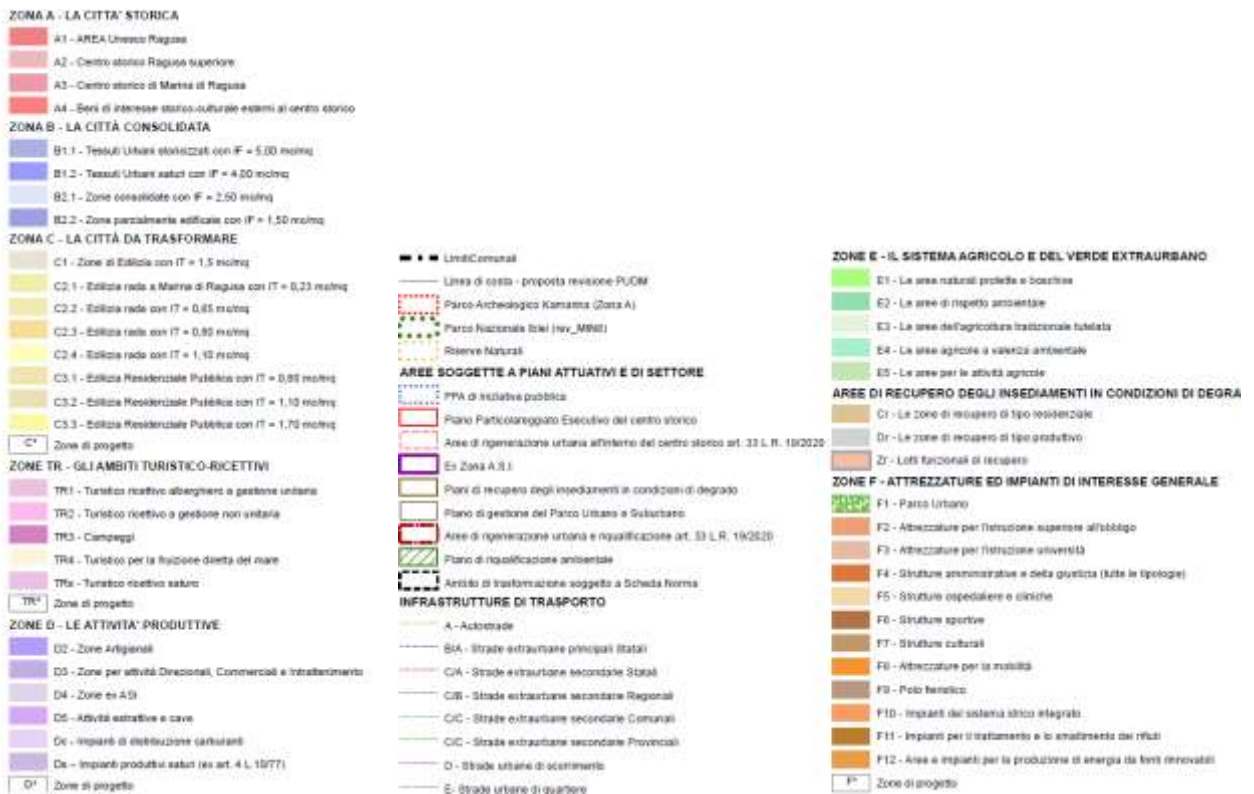 ZONA A - LA CITTA' STORICA
A1 - AREA Unesco Ragusa
A2 - Centro storico Ragusa superiore
A3 - Centro storico di Marina di Ragusa
A4 - Beni di interesse storico-culturale esterni al centro storico
ZONA B - LA CITTÀ CONSOLIDATA
B1.1 - Tessuti Urbani storicizzati con IF = 5,00 mc/mq
B1.2 - Tessuti Urbani saturi con IF = 4,00 mc/mq
B2.1 - Zone consolidate con IF = 2,50 mc/mq
B2.2 - Zone parzialmente edificate con IF = 1,50 mc/mq
ZONA C - LA CITTÀ DA TRASFORMARE
C1 - Zone di Edilizia con IT = 1,5 mc/mq
C2.1 - Edilizia rada a Marina di Ragusa con IT = 0,23 mc/mq
C2.2 - Edilizia rada con IT = 0,65 mc/mq
C2.3 - Edilizia rada con IT = 0,80 mc/mq
C2.4 - Edilizia rada con IT = 1,10 mc/mq
C3.1 - Edilizia Residenziale Pubblica con IT = 0,80 mc/mq
C3.2 - Edilizia Residenziale Pubblica con IT = 1,10 mc/mq
C3.3 - Edilizia Residenziale Pubblica con IT = 1,70 mc/mq
C* Zone di progetto
ZONE TR - GLI AMBITI TURISTICO-RICETTIVI
TR1 - Turistico ricettivo alberghiero a gestione unitaria
TR2 - Turistico ricettivo a gestione non unitaria
TR3 - Campeggi
TR4 - Turistico per la fruizione diretta del mare
TRs - Turistico ricettivo saturo
TR* Zone di progetto
ZONE D - LE ATTIVITA' PRODUTTIVE
D2 - Zone Artigianali
D3 - Zone per attività Direzionali, Commerciali e Intrattenimento
D4 - Zone ex ASI
D5 - Attività estrattive e cave
Dc - Impianti di distribuzione carburanti
Ds - Impianti produttivi saturi (ex art. 4 L.10/77)
D* Zone di progetto
LimitiComunali
Linea di costa - proposta revisione PUDM
Parco Archeologico Kamarina (Zona A)
Parco Nazionale Iblei (rev_MINII)
Riserve Naturali
AREE SOGGETTE A PIANI ATTUATIVI E DI SETTORE
PPA di iniziativa pubblica
Piano Particolareggiato Esecutivo del centro storico
Aree di rigenerazione urbana all'interno del centro storico art. 33 L.R. 19/2020
Ex Zona A.S.I.
Piani di recupero degli insediamenti in condizioni di degrado
Piano di gestione del Parco Urbano e Suburbano
Aree di rigenerazione urbana e riqualificazione art. 33 L.R. 19/2020
Piano di riqualificazione ambientale
Ambito di trasformazione soggetto a Scheda Norma
INFRASTRUTTURE DI TRASPORTO
A - Autostrade
B/A - Strade extraurbane principali Statali
C/A - Strade extraurbane secondarie Statali
C/B - Strade extraurbane secondarie Regionali
C/C - Strade extraurbane secondarie Comunali
C/C - Strade extraurbane secondarie Provinciali
D - Strade urbane di scorrimento
E- Strade urbane di quartiere
ZONE E - IL SISTEMA AGRICOLO E DEL VERDE EXTRAURBANO
E1 - Le aree naturali protette e boschive
E2 - Le aree di rispetto ambientale
E3 - Le aree dell'agricoltura tradizionale tutelata
E4 - Le aree agricole a valenza ambientale
E5 - Le aree per le attività agricole
AREE DI RECUPERO DEGLI INSEDIAMENTI IN CONDIZIONI DI DEGRA
Cr - Le zone di recupero di tipo residenziale
Dr - Le zone di recupero di tipo produttivo
Zr - Lotti funzionali di recupero
ZONE F - ATTREZZATURE ED IMPIANTI DI INTERESSE GENERALE
F1 - Parco Urbano
F2 - Attrezzature per l'istruzione superiore all'obbligo
F3 - Attrezzature per l'istruzione università
F4 - Strutture amministrative e della giustizia (tutte le tipologie)
F5 - Strutture ospedaliere e cliniche
F6 - Strutture sportive
F7 - Strutture culturali
F8 - Attrezzature per la mobilità
F9 - Polo fieristico
F10 - Impianti del sistema idrico integrato
F11 - Impianti per il trattamento e lo smaltimento dei rifiuti
F12 - Aree e impianti per la produzione di energia da fonti rinnovabili
F* Zone di progetto